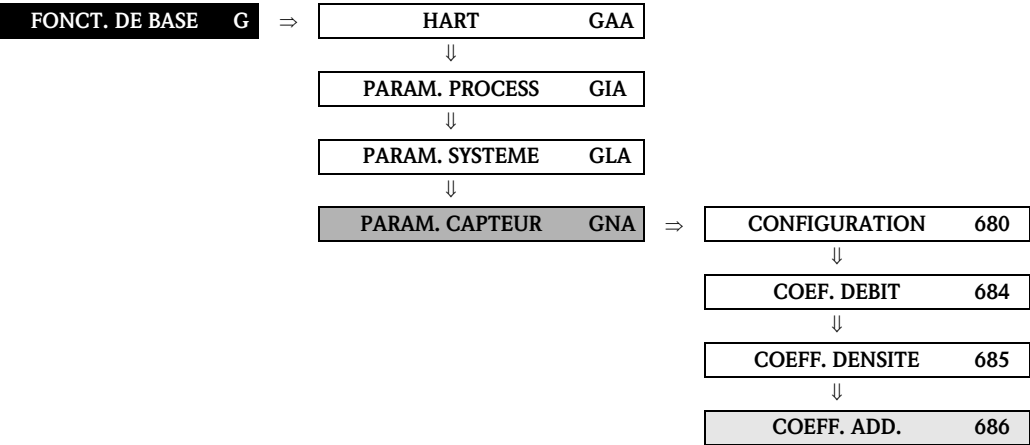 FONCT. DE BASE G ⇒ HART GAA
⇓
PARAM. PROCESS GIA
⇓
PARAM. SYSTEME GLA
⇓
PARAM. CAPTEUR GNA ⇒ CONFIGURATION 680
⇓
COEF. DEBIT 684
⇓
COEFF. DENSITE 685
⇓
COEFF. ADD. 686